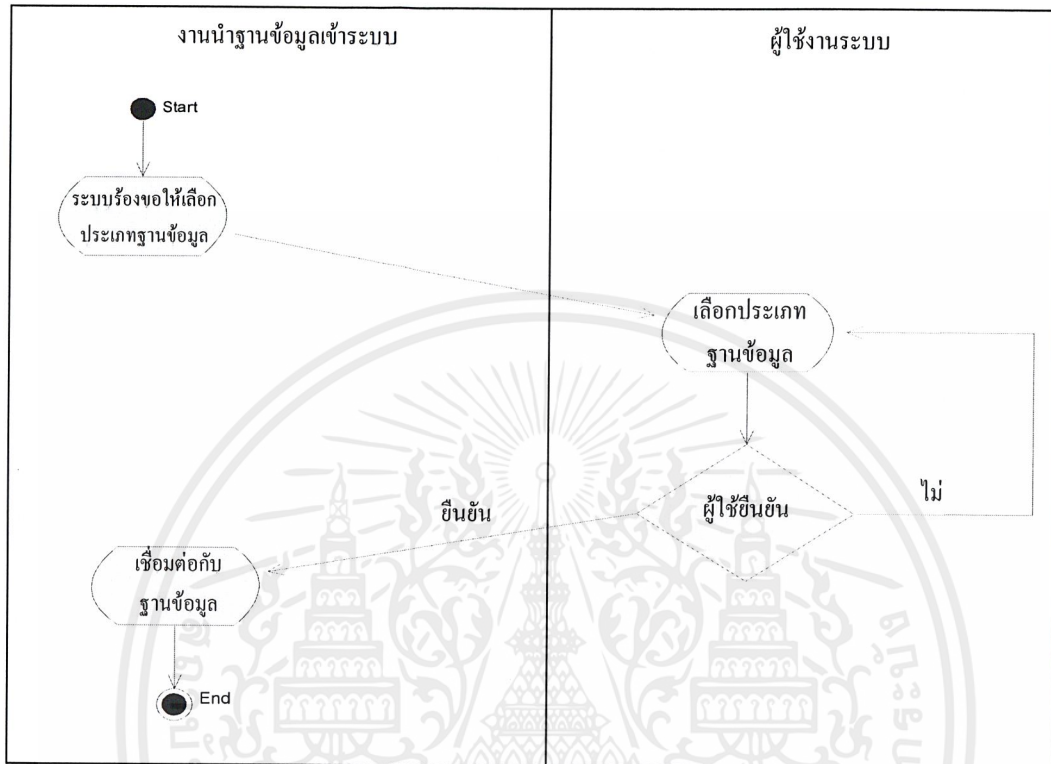 งานนำฐานข้อมูลเข้าระบบ
ผู้ใช้งานระบบ
Start
ระบบร้องขอให้เลือก
ประเภทฐานข้อมูล
เลือกประเภท
ฐานข้อมูล
ผู้ใช้ยืนยัน
ไม่
ยืนยัน
เชื่อมต่อกับ
ฐานข้อมูล
End